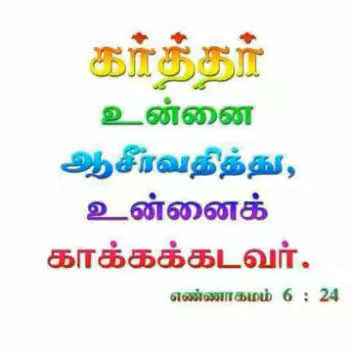 கர்த்தர்
உன்னை
ஆசீர்வதித்து,
உன்னைக்
காக்கக்கடவர்.
எண்ணாகமம் 6 : 24